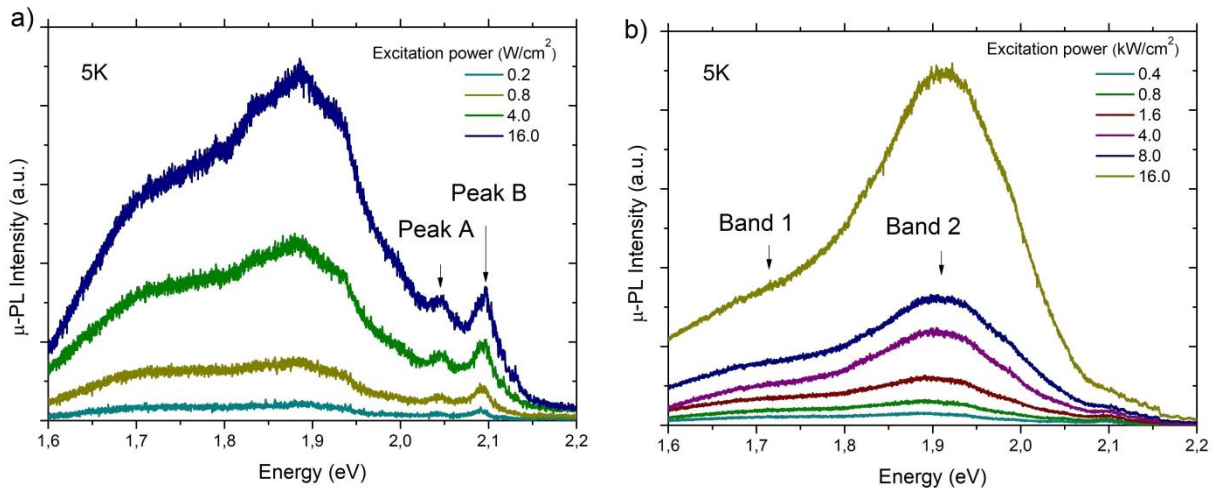 a)
5K
Excitation power (W/cm²)
0.2
0.8
4.0
16.0
Peak B
Peak A
μ-PL Intensity (a.u.)
1,6 1,7 1,8 1,9 2,0 2,1 2,2
Energy (eV)
b)
5K
Excitation power (kW/cm²)
0.4
0.8
1.6
4.0
8.0
16.0
Band 1
Band 2
μ-PL Intensity (a.u.)
1,6 1,7 1,8 1,9 2,0 2,1 2,2
Energy (eV)